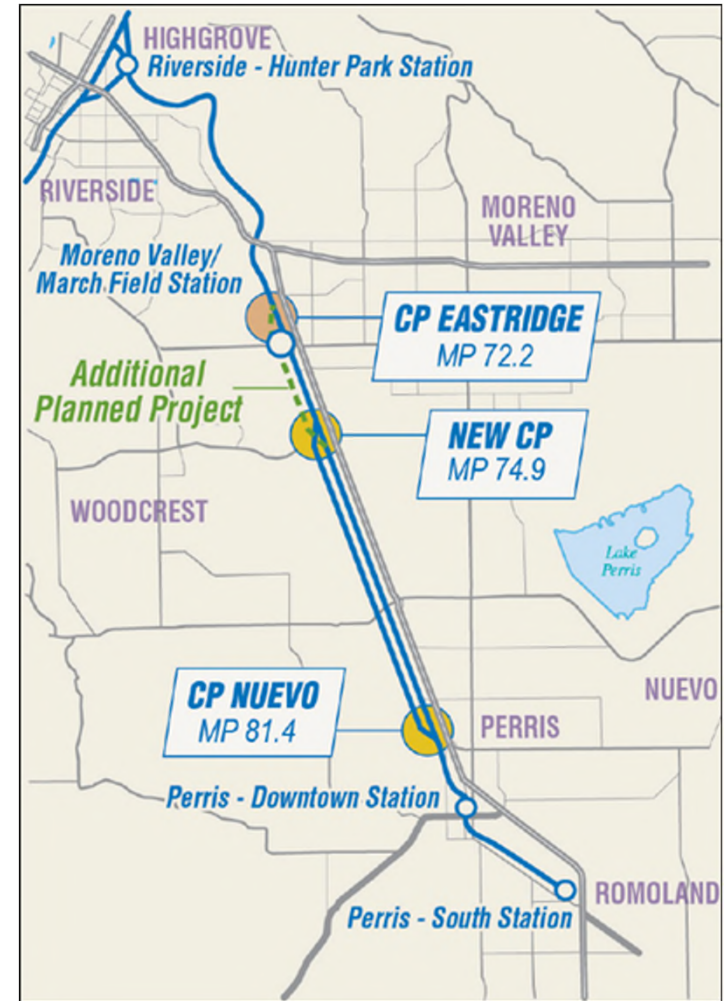 HIGHGROVE
Riverside - Hunter Park Station
RIVERSIDE
MORENO
VALLEY
Moreno Valley/
March Field Station
CP EASTRIDGE
MP 72.2
Additional
Planned Project
NEW CP
MP 74.9
WOODCREST
Lake
Perris
CP NUEVO
MP 81.4
NUEVO
PERRIS
Perris - Downtown Station
ROMOLAND
Perris - South Station